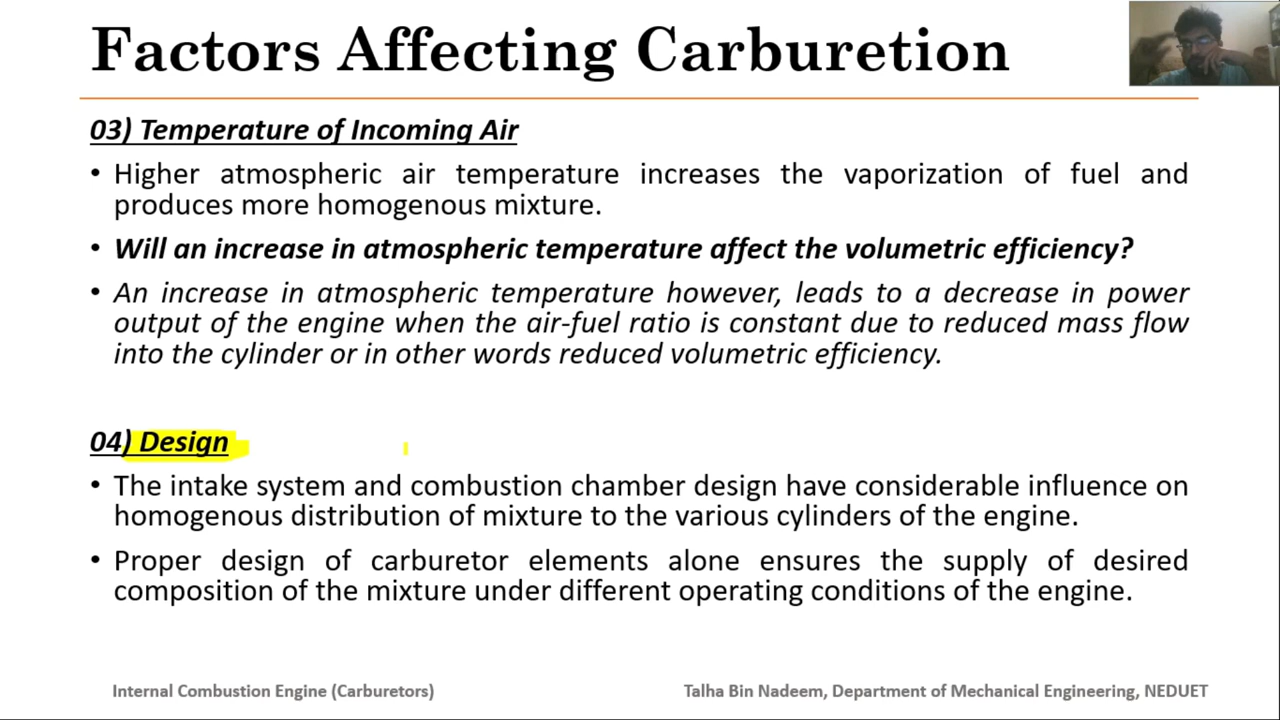 Factors Affecting Carburetion
03) Temperature of Incoming Air
• Higher atmospheric air temperature increases the vaporization of fuel and
produces more homogenous mixture.
• Will an increase in atmospheric temperature affect the volumetric efficiency?
• An increase in atmospheric temperature however, leads to a decrease in power
output of the engine when the air-fuel ratio is constant due to reduced mass flow
into the cylinder or in other words reduced volumetric efficiency.
04) Design
• The intake system and combustion chamber design have considerable influence on
homogenous distribution of mixture to the various cylinders of the engine.
• Proper design of carburetor elements alone ensures the supply of desired
composition of the mixture under different operating conditions of the engine.
Internal Combustion Engine (Carburetors)
Talha Bin Nadeem, Department of Mechanical Engineering, NEDUET